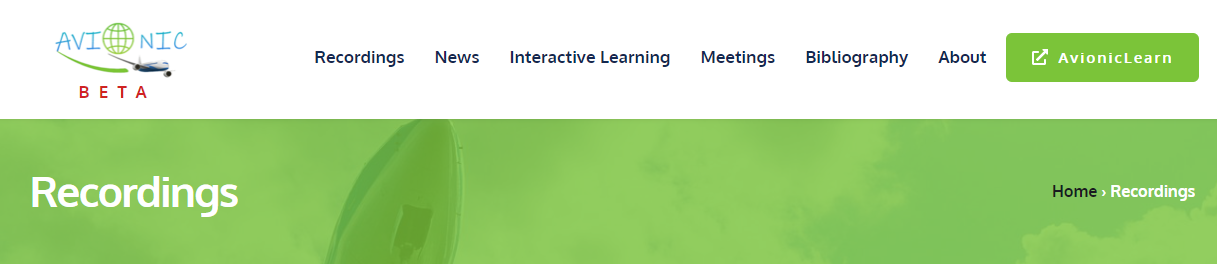 AVIONIC
BETA
Recordings News Interactive Learning Meetings Bibliography About AvionicLearn
Recordings
Home › Recordings